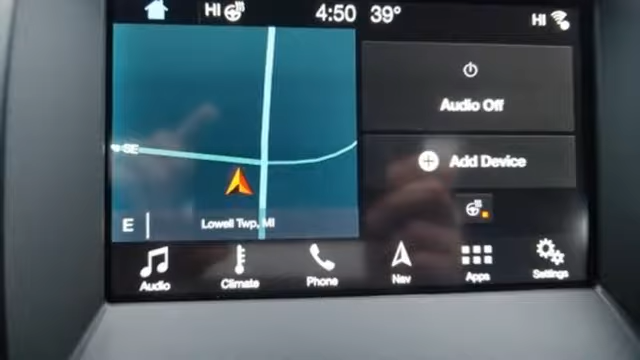 HI
4:50 39°
HI
Audio Off
SE
Add Device
E
Lowell Twp, MI
Audio
Climate
Phone
Nav
Apps
Settings